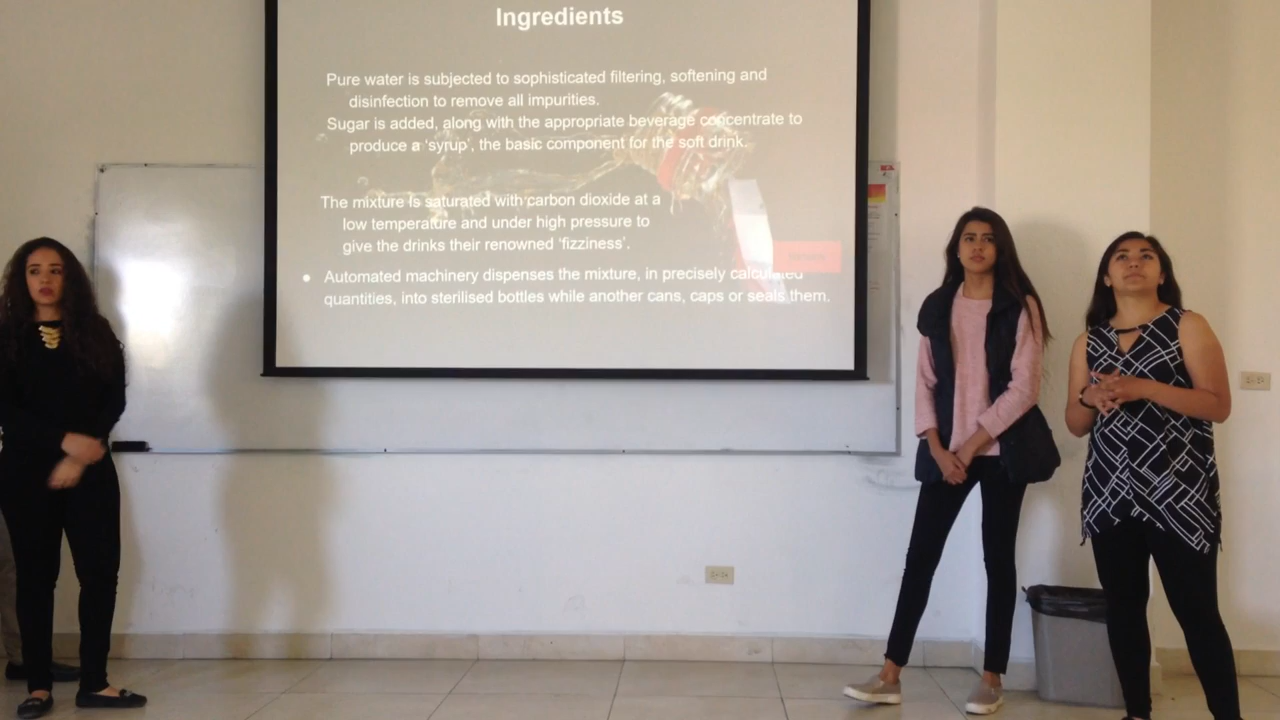 Ingredients
Pure water is subjected to sophisticated filtering, softening and
disinfection to remove all impurities.
Sugar is added, along with the appropriate beverage concentrate to
produce a ‘syrup’, the basic component for the soft drink.
The mixture is saturated with carbon dioxide at a
low temperature and under high pressure to
give the drinks their renowned ‘fizziness’.
● Automated machinery dispenses the mixture, in precisely calculated
quantities, into sterilised bottles while another cans, caps or seals them.